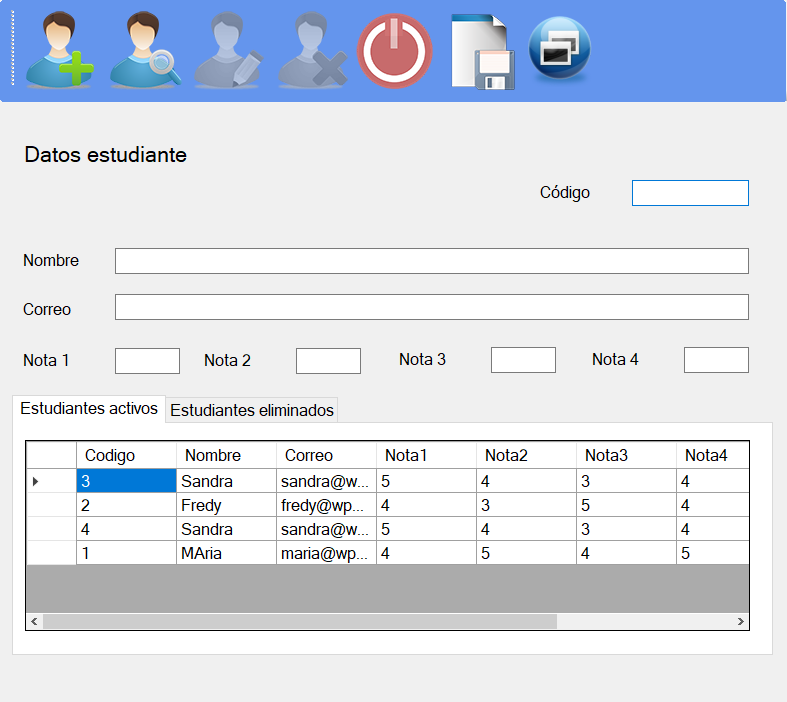 Datos estudiante
Código
Nombre
Correo
Nota 1 Nota 2 Nota 3 Nota 4
Estudiantes activos Estudiantes eliminados
Codigo Nombre Correo Nota1 Nota2 Nota3 Nota4
3 Sandra sandra@w... 5 4 3 4
2 Fredy fredy@wp... 4 3 5 4
4 Sandra sandra@w... 5 4 3 4
1 MAria maria@wp... 4 5 4 5